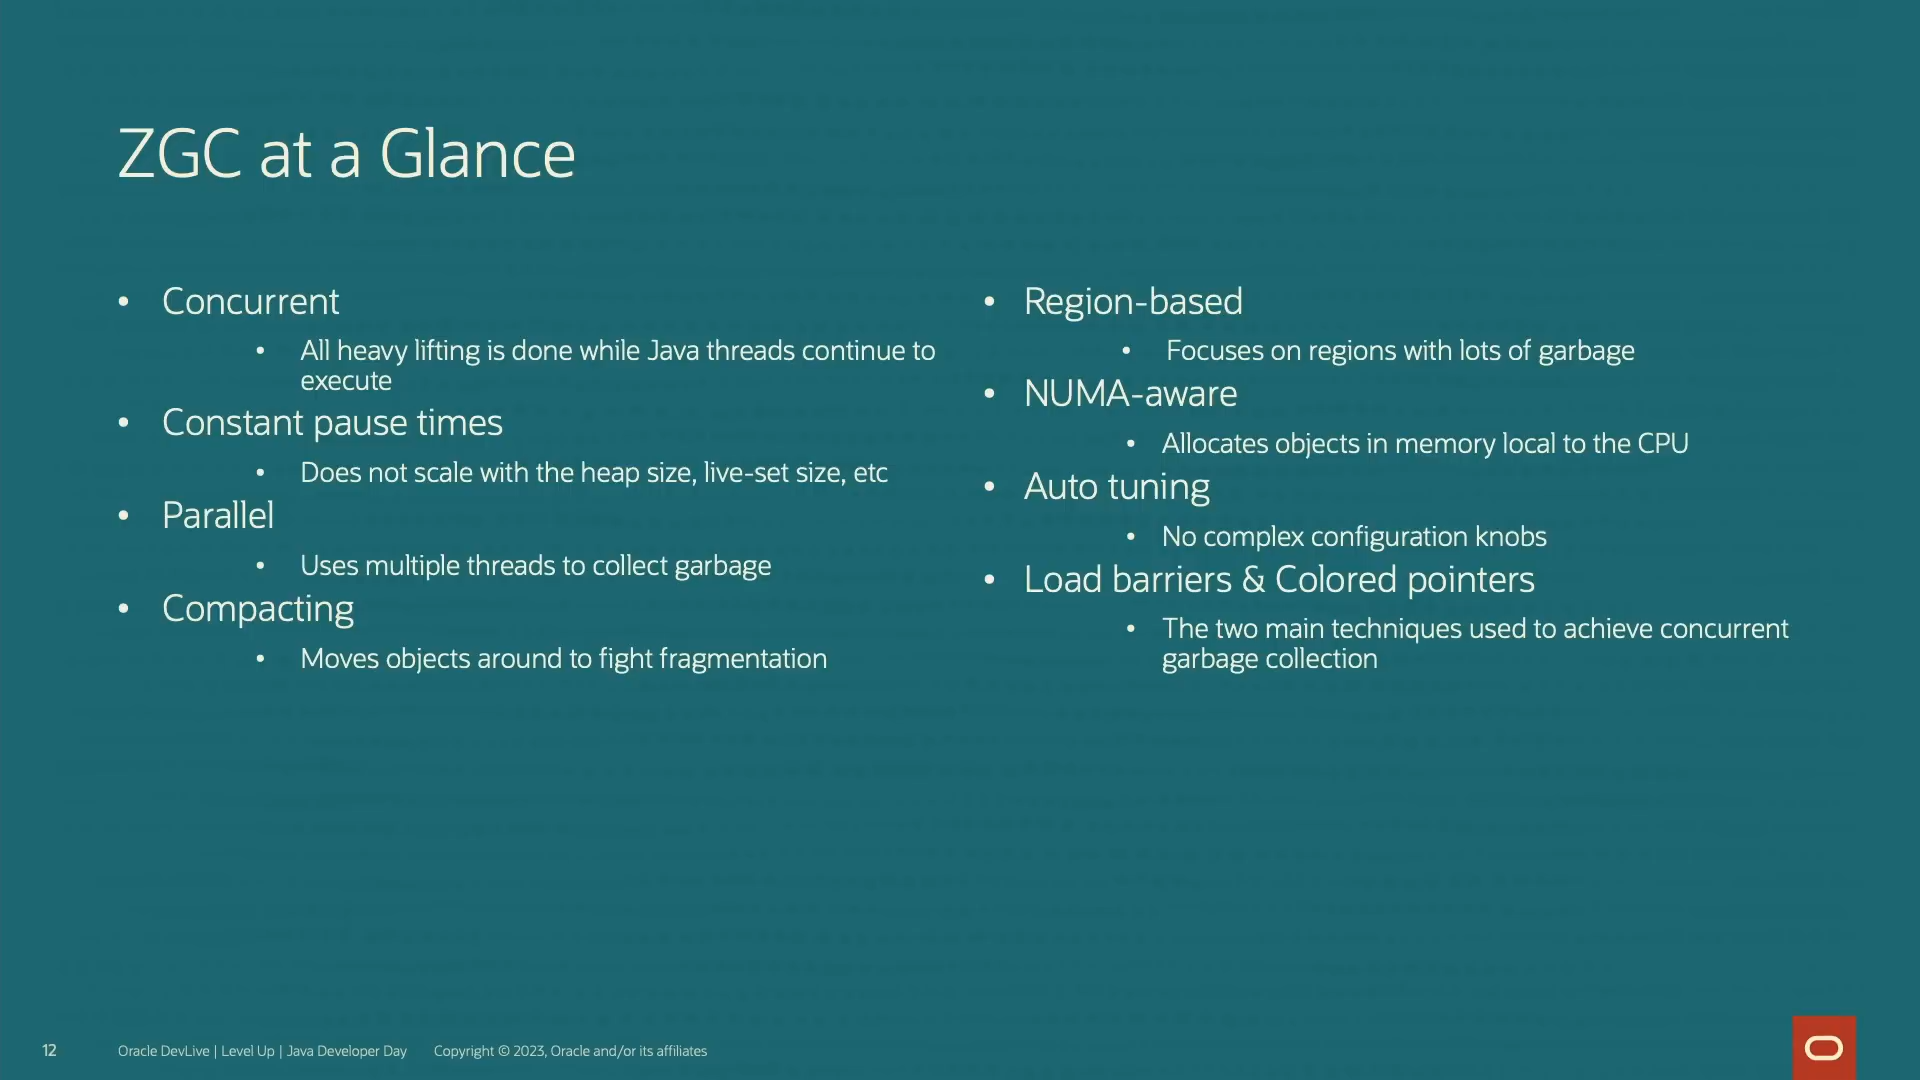 ZGC at a Glance
• Concurrent
• All heavy lifting is done while Java threads continue to
execute
• Constant pause times
• Does not scale with the heap size, live-set size, etc
• Parallel
• Uses multiple threads to collect garbage
• Compacting
• Moves objects around to fight fragmentation
• Region-based
• Focuses on regions with lots of garbage
• NUMA-aware
• Allocates objects in memory local to the CPU
• Auto tuning
• No complex configuration knobs
• Load barriers & Colored pointers
• The two main techniques used to achieve concurrent
garbage collection
12 Oracle DevLive | Level Up | Java Developer Day Copyright © 2023, Oracle and/or its affiliates